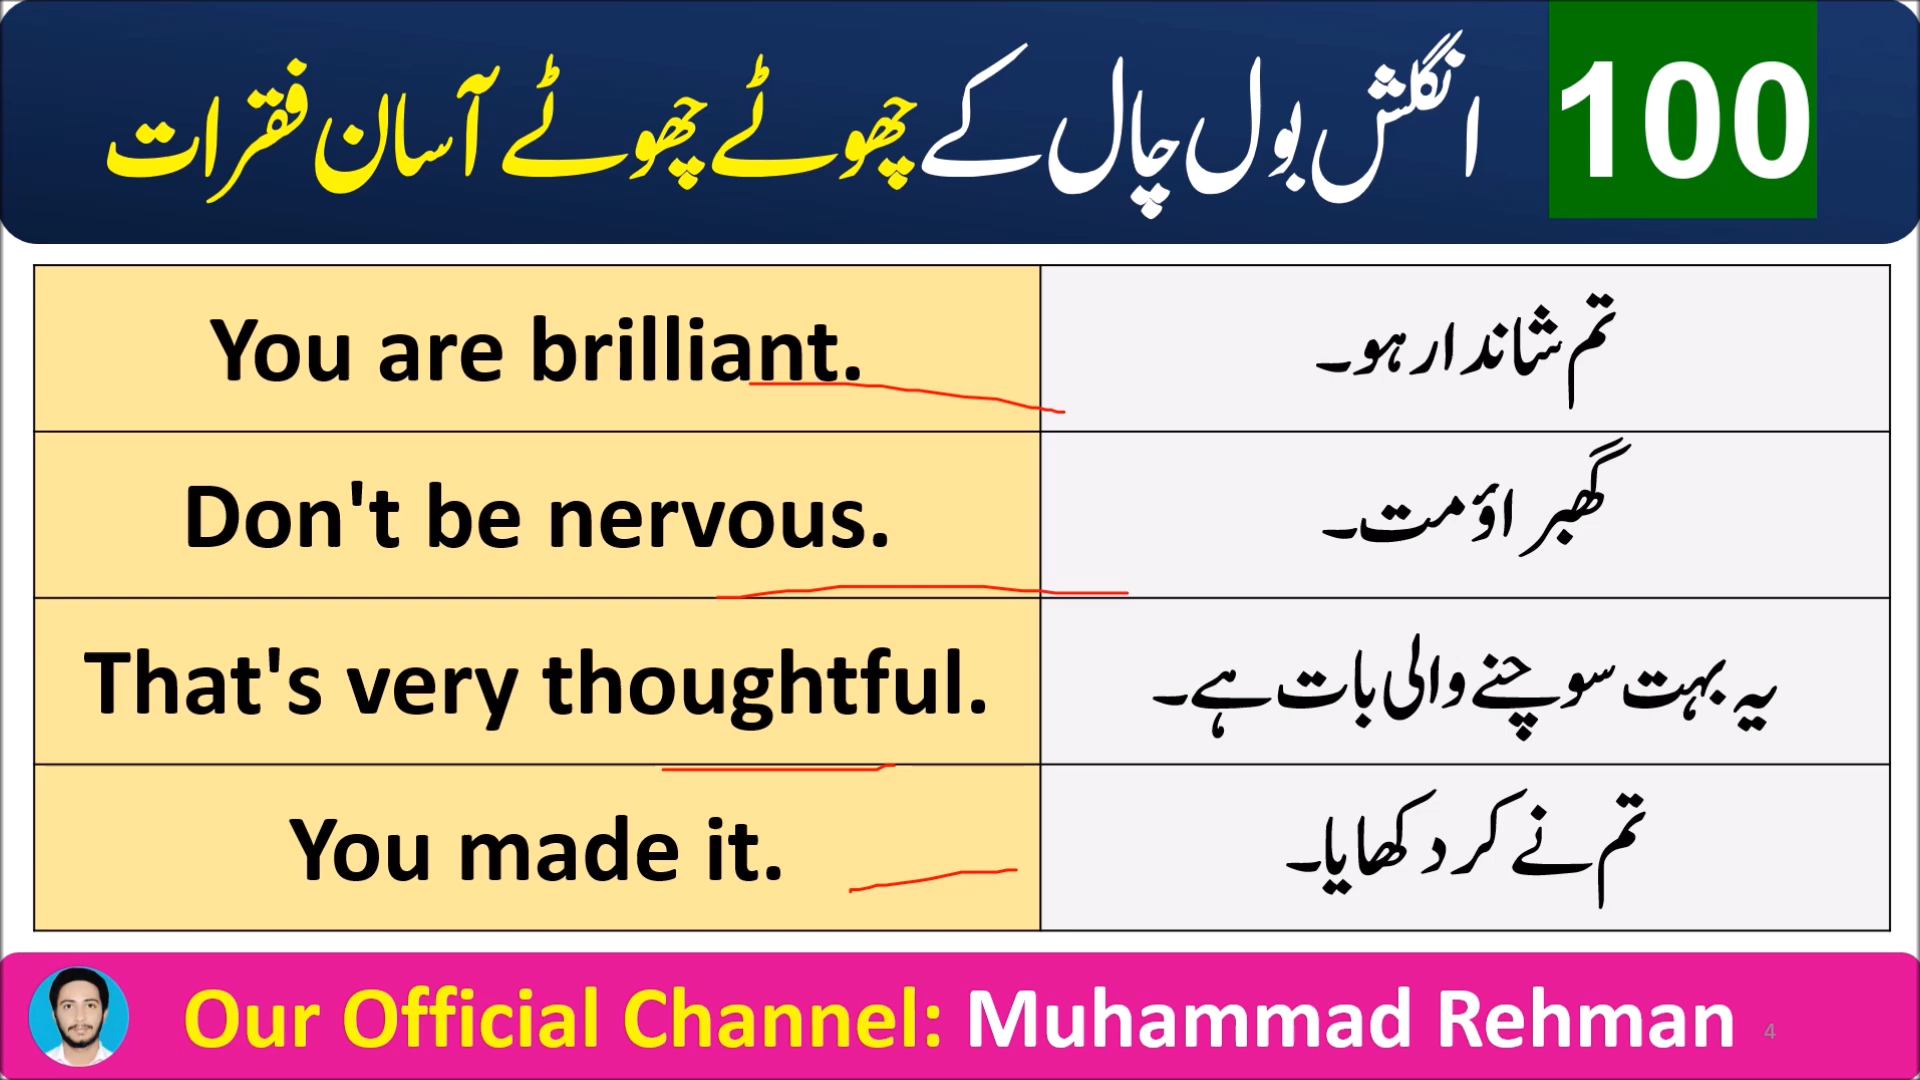 100 انگلش بول چال کے چھوٹے چھوٹے آسان فقرات
You are brilliant. تم شاندار ہو۔
Don't be nervous. گھبراؤ مت۔
That's very thoughtful. یہ بہت سوچنے والی بات ہے۔
You made it. تم نے کر دکھایا۔
Our Official Channel: Muhammad Rehman 4